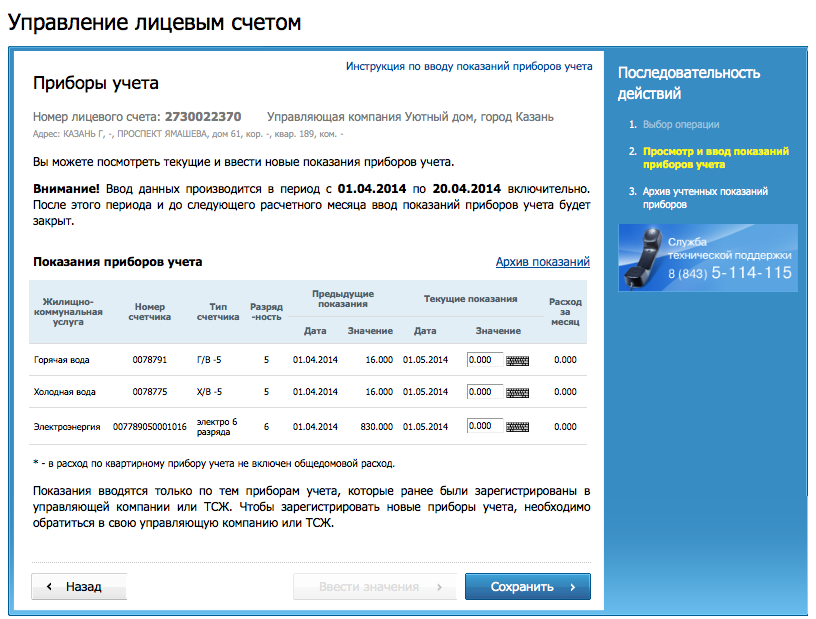 Управление лицевым счетом
Инструкция по вводу показаний приборов учета
Приборы учета
Номер лицевого счета: 2730022370 Управляющая компания Уютный дом, город Казань
Адрес: КАЗАНЬ Г, -, ПРОСПЕКТ ЯМАШЕВА, дом 61, кор. -, квар. 189, ком. -
Вы можете посмотреть текущие и ввести новые показания приборов учета.
Внимание! Ввод данных производится в период с 01.04.2014 по 20.04.2014 включительно.
После этого периода и до следующего расчетного месяца ввод показаний приборов учета будет
закрыт.
Показания приборов учета Архив показаний
Жилищно-
коммунальная
услуга
Номер
счетчика
Тип
счетчика
Разряд
-ность
Предыдущие
показания
Текущие показания
Расход
за
месяц
Дата Значение Дата Значение
Горячая вода 0078791 Г/В -5 5 01.04.2014 16.000 01.05.2014 0.000 0.000
Холодная вода 0078775 Х/В -5 5 01.04.2014 16.000 01.05.2014 0.000 0.000
Электроэнергия 007789050001016 электро 6
разряда 6 01.04.2014 830.000 01.05.2014 0.000 0.000
* - в расход по квартирному прибору учета не включен общедомовой расход.
Показания вводятся только по тем приборам учета, которые ранее были зарегистрированы в
управляющей компании или ТСЖ. Чтобы зарегистрировать новые приборы учета, необходимо
обратиться в свою управляющую компанию или ТСЖ.
Назад
Ввести значения
Сохранить
Последовательность
действий
1. Выбор операции
2. Просмотр и ввод показаний
приборов учета
3. Архив учтенных показаний
приборов
Служба
технической поддержки
8 (843) 5-114-115